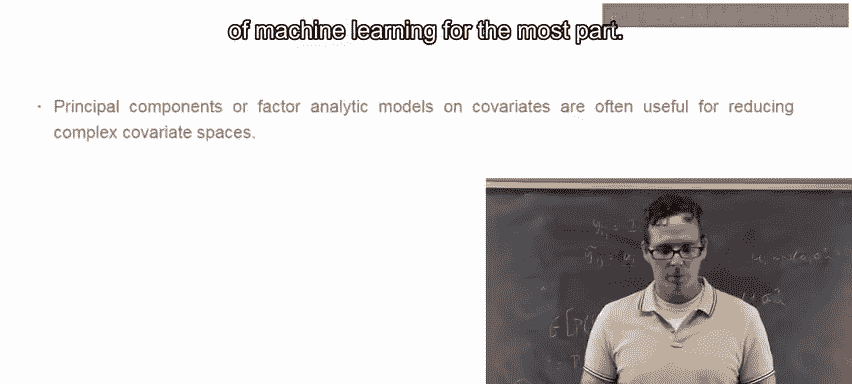 of machine learning for the most part.
· Principal components or factor analytic models on covariates are often useful for reducing
complex covariate spaces.